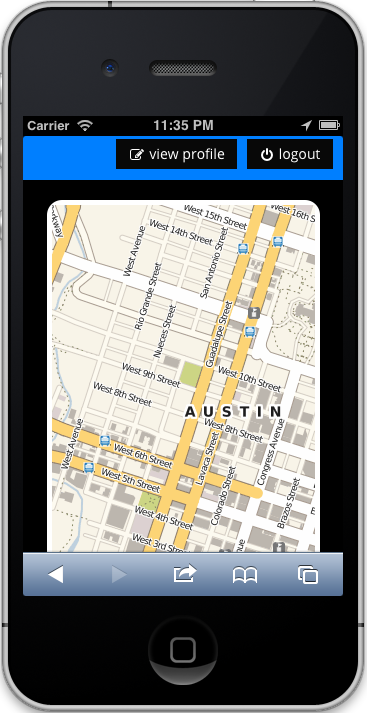 Carrier 11:35 PM
view profile logout
West 15th Street
West 16th S
kway
West 14th Street
West Avenue
San Antonio Street
Rio Grande Street
Nueces Street
Guadalupe Street
West 9th Street
West 10th Street
West 8th Street
AUSTIN
West 8th Street
West Avenue
West 6th Street
Lavaca Street
Congress Avenue
West 5th Street
Colorado Street
Brazos Street
West 4th Street
West 3rd Street